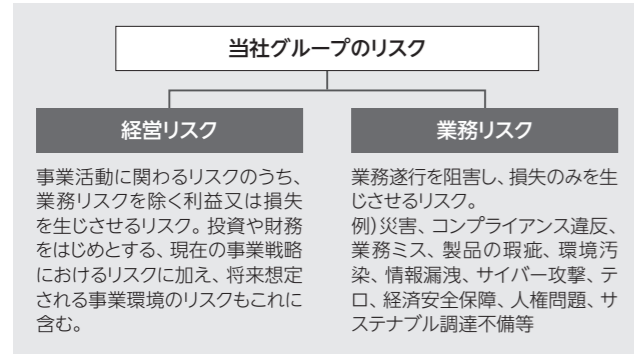 当社グループのリスク
経営リスク
事業活動に関わるリスクのうち、
業務リスクを除く利益又は損失
を生じさせるリスク。投資や財務
をはじめとする、現在の事業戦略
におけるリスクに加え、将来想定
される事業環境のリスクもこれに
含む。
業務リスク
業務遂行を阻害し、損失のみを生
じさせるリスク。
例)災害、コンプライアンス違反、
業務ミス、製品の瑕疵、環境汚
染、情報漏洩、サイバー攻撃、テ
ロ、経済安全保障、人権問題、サ
ステナブル調達不備等